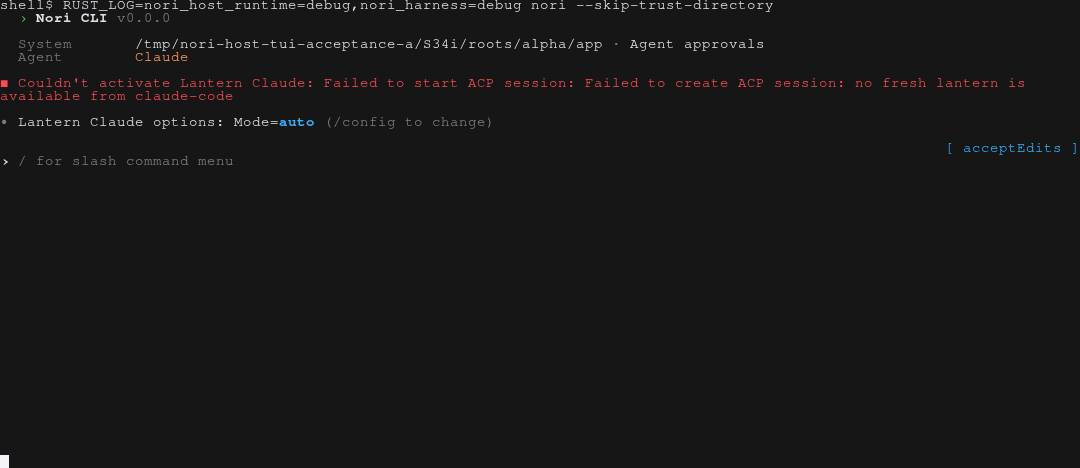 shell$ RUST_LOG=nori_host_runtime=debug,nori_harness=debug nori --skip-trust-directory
› Nori CLI v0.0.0
System /tmp/nori-host-tui-acceptance-a/S34i/roots/alpha/app · Agent approvals
Agent Claude
■ Couldn't activate Lantern Claude: Failed to start ACP session: Failed to create ACP session: no fresh lantern is
available from claude-code
• Lantern Claude options: Mode=auto (/config to change)
[ acceptEdits ]
› / for slash command menu